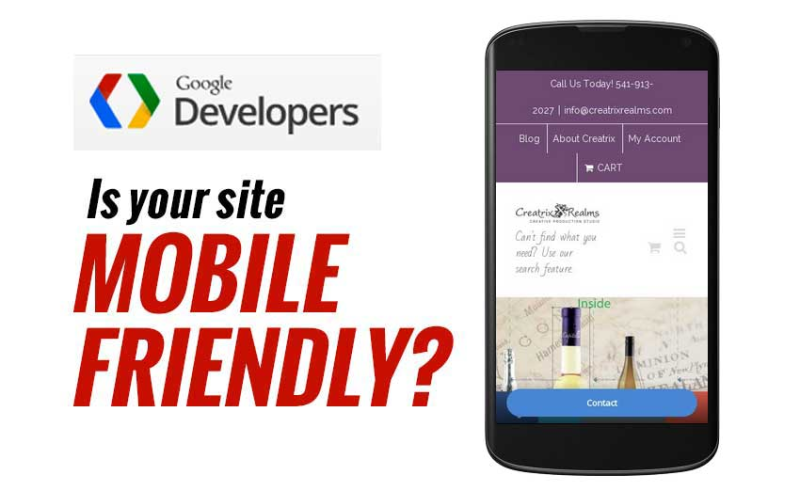 Google
Developers
Is your site
MOBILE
FRIENDLY?
Call Us Today! 541-913-
2027 | info@creatrixrealms.com
Blog | About Creatrix | My Account
CART
Creatrix Realms
CREATIVE PRODUCTION STUDIO
Can't find what you
need? Use our
search feature
Inside
Contact